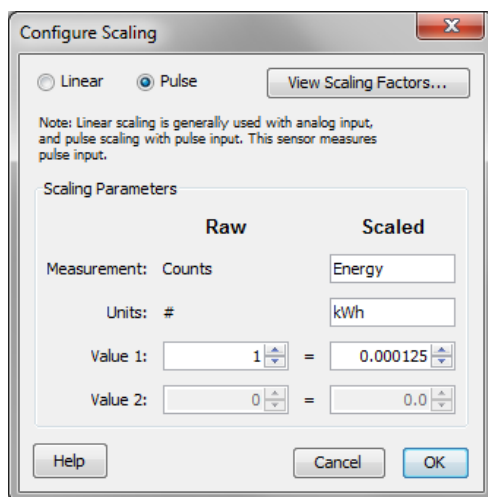 Configure Scaling
Linear Pulse View Scaling Factors...
Note: Linear scaling is generally used with analog input,
and pulse scaling with pulse input. This sensor measures
pulse input.
Scaling Parameters
Raw Scaled
Measurement: Counts Energy
Units: # kWh
Value 1: 1 = 0.000125
Value 2: 0 = 0.0
Help Cancel OK